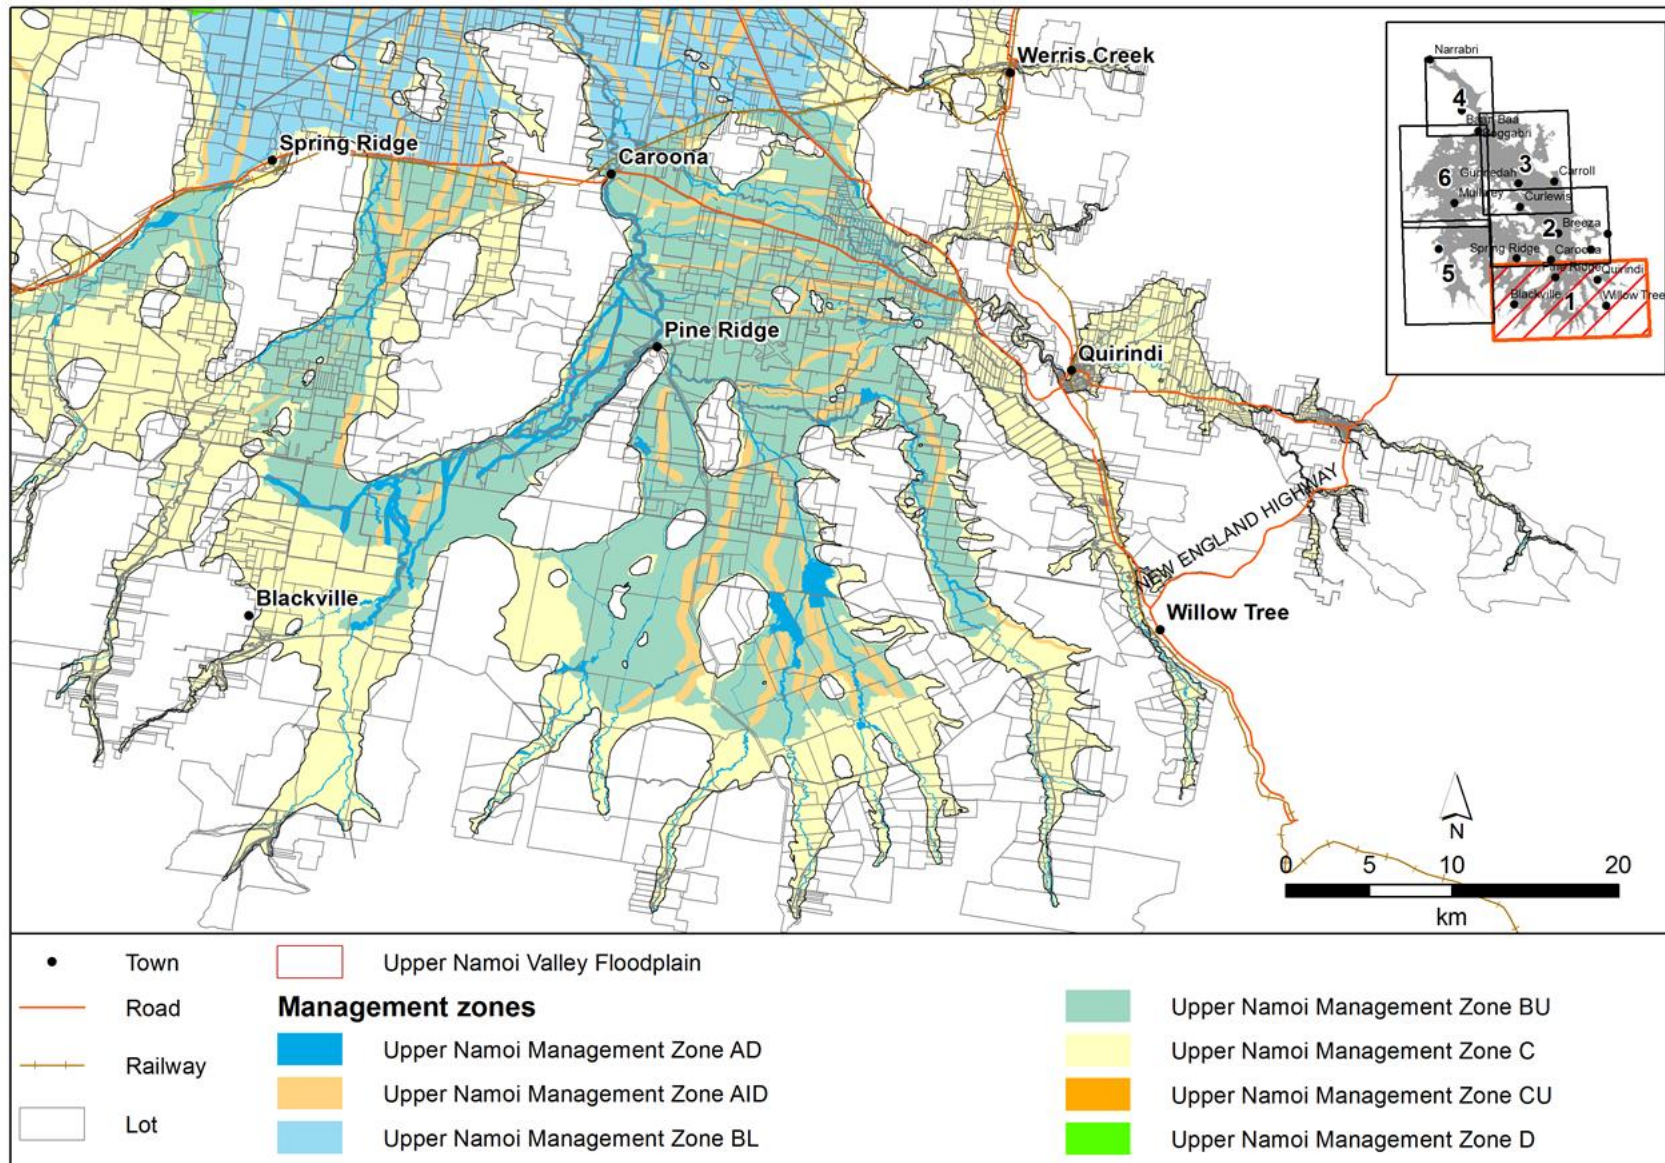 Werris Creek
Spring Ridge
Caroona
Pine Ridge
Quirindi
NEW ENGLAND HIGHWAY
Blackville
Willow Tree
Narrabri
4
Baan Baa
Boggabri
3
6
Gunnedah
Carroll
Mullaley
Curlewis
2
Breeza
Spring Ridge
Caroona
5
Pine Ridge
Quirindi
Blackville
1
Willow Tree
N
0 5 10 20
km
Town
Road
Railway
Lot
Upper Namoi Valley Floodplain
Management zones
Upper Namoi Management Zone AD
Upper Namoi Management Zone AID
Upper Namoi Management Zone BL
Upper Namoi Management Zone BU
Upper Namoi Management Zone C
Upper Namoi Management Zone CU
Upper Namoi Management Zone D